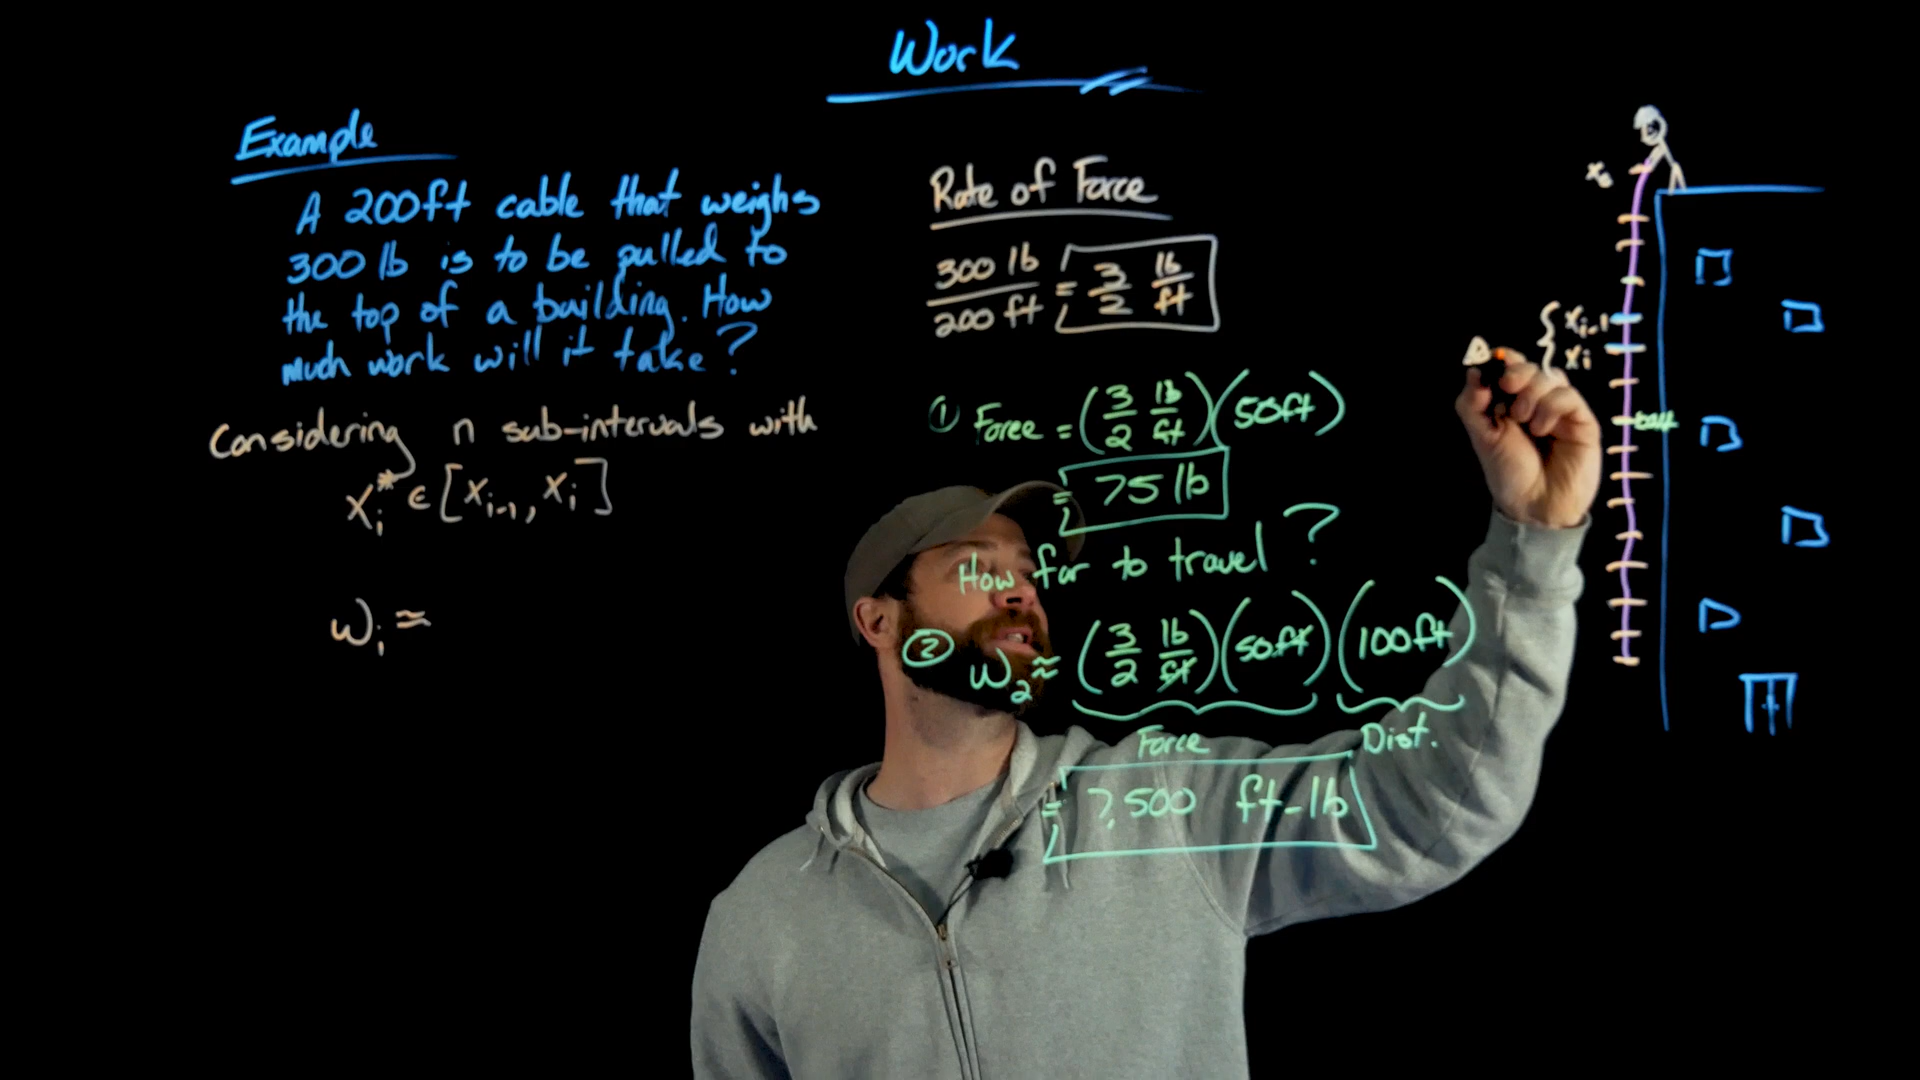 Work
Example
A 200ft cable that weighs
300 lb is to be pulled to
the top of a building. How
much work will it take?
Considering n sub-intervals with
xᵢ* ∈ [xᵢ₋₁, xᵢ]
Wᵢ ≈
Rate of Force
300 lb / 200 ft = 3/2 lb/ft
① Force = (3/2 lb/ft)(50ft)
= 75 lb
How far to travel?
② W₂ ≈ (3/2 lb/ft)(50ft)(100ft)
Force Dist.
= 7,500 ft-lb
x₀
xᵢ₋₁
xᵢ
Δ